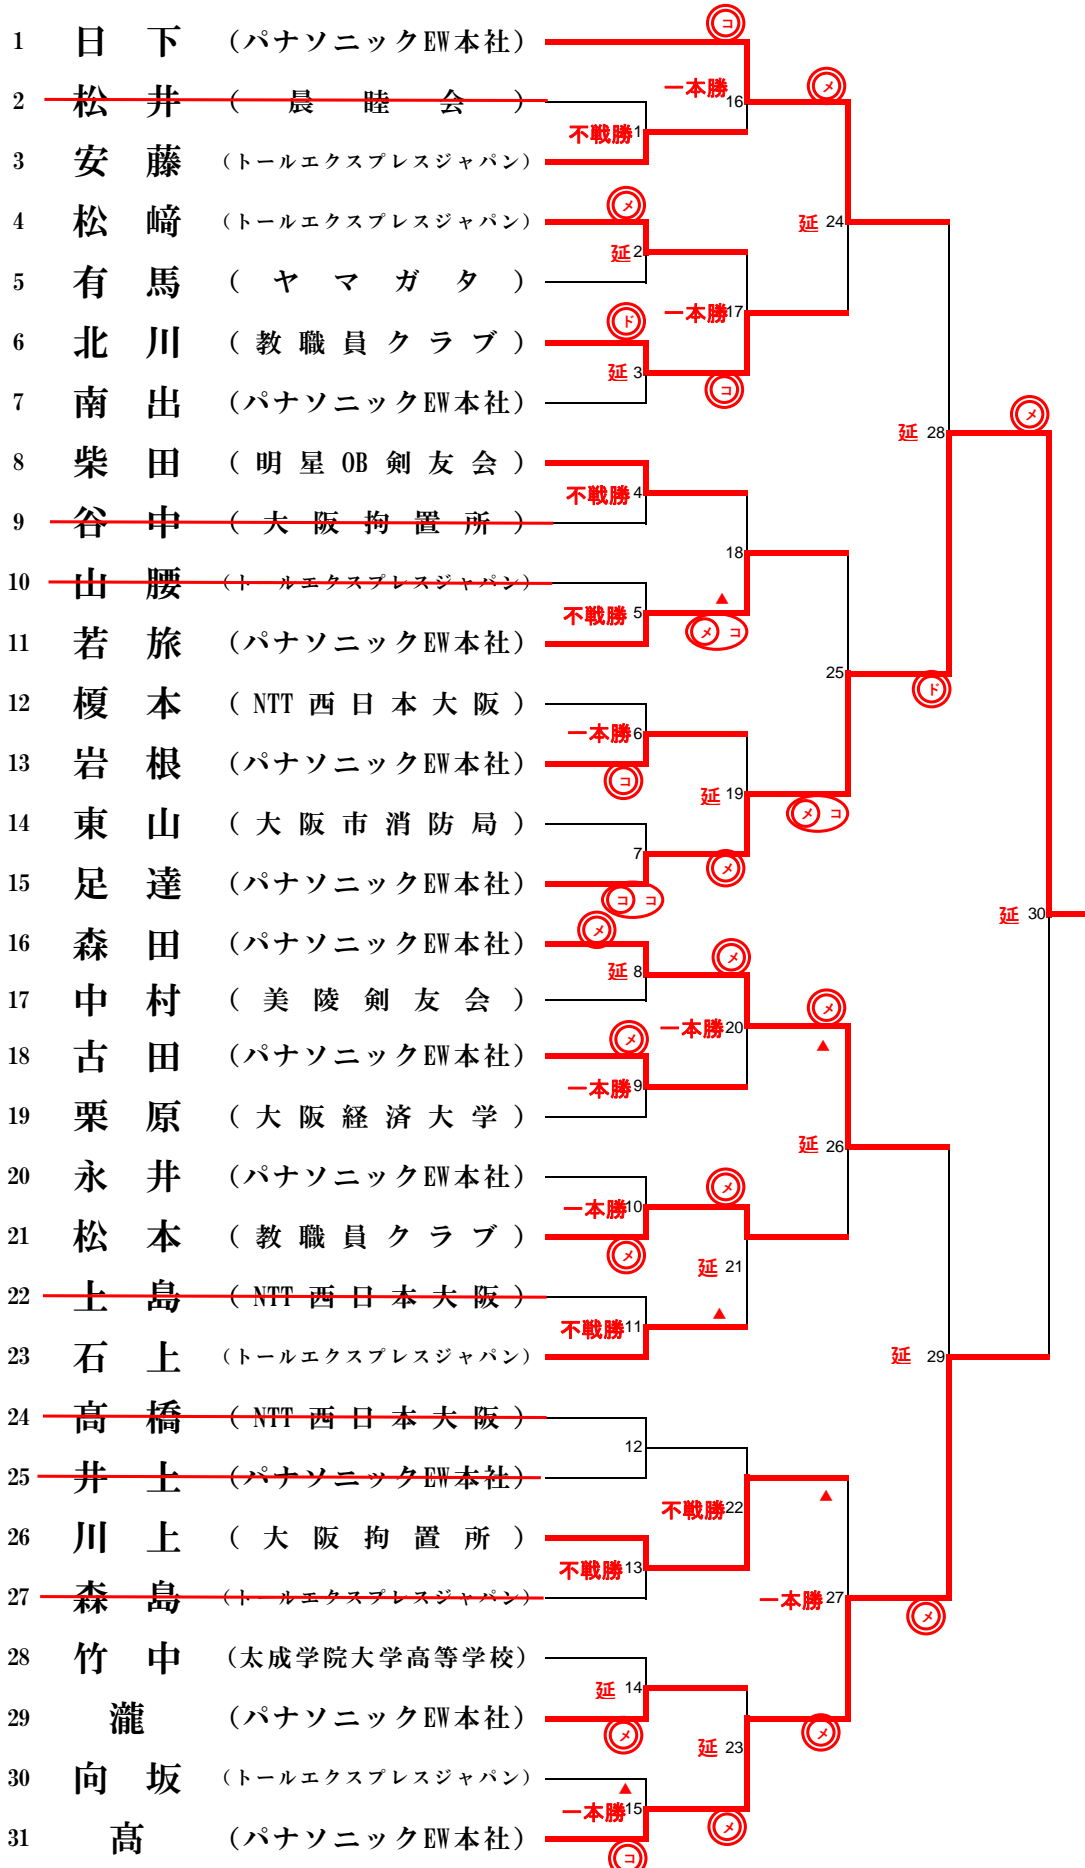 1 日下 (パナソニックEW本社)
2 松井 (晨睦会)
3 安藤 (トールエクスプレスジャパン)
4 松﨑 (トールエクスプレスジャパン)
5 有馬 (ヤマガタ)
6 北川 (教職員クラブ)
7 南出 (パナソニックEW本社)
8 柴田 (明星OB剣友会)
9 谷中 (大阪拘置所)
10 山腰 (トールエクスプレスジャパン)
11 若旅 (パナソニックEW本社)
12 榎本 (NTT西日本大阪)
13 岩根 (パナソニックEW本社)
14 東山 (大阪市消防局)
15 足達 (パナソニックEW本社)
16 森田 (パナソニックEW本社)
17 中村 (美陵剣友会)
18 古田 (パナソニックEW本社)
19 栗原 (大阪経済大学)
20 永井 (パナソニックEW本社)
21 松本 (教職員クラブ)
22 上島 (NTT西日本大阪)
23 石上 (トールエクスプレスジャパン)
24 高橋 (NTT西日本大阪)
25 井上 (パナソニックEW本社)
26 川上 (大阪拘置所)
27 森島 (トールエクスプレスジャパン)
28 竹中 (太成学院大学高等学校)
29 瀧 (パナソニックEW本社)
30 向坂 (トールエクスプレスジャパン)
31 髙 (パナソニックEW本社)
不戦勝 1
メ
延 2
ド
延 3
不戦勝 4
不戦勝 5
一本勝 6
コ
7
コ コ
メ
延 8
メ
一本勝 9
一本勝 10
メ
不戦勝 11
12
不戦勝 13
延 14
メ
▲
一本勝 15
コ
コ
一本勝 16
一本勝 17
コ
18
▲
メ コ
延 19
メ
メ
一本勝 20
メ
延 21
▲
不戦勝 22
延 23
メ
メ
延 24
25
メ コ
メ
▲
延 26
▲
一本勝 27
メ
延 28
ド
延 29
メ
メ
延 30